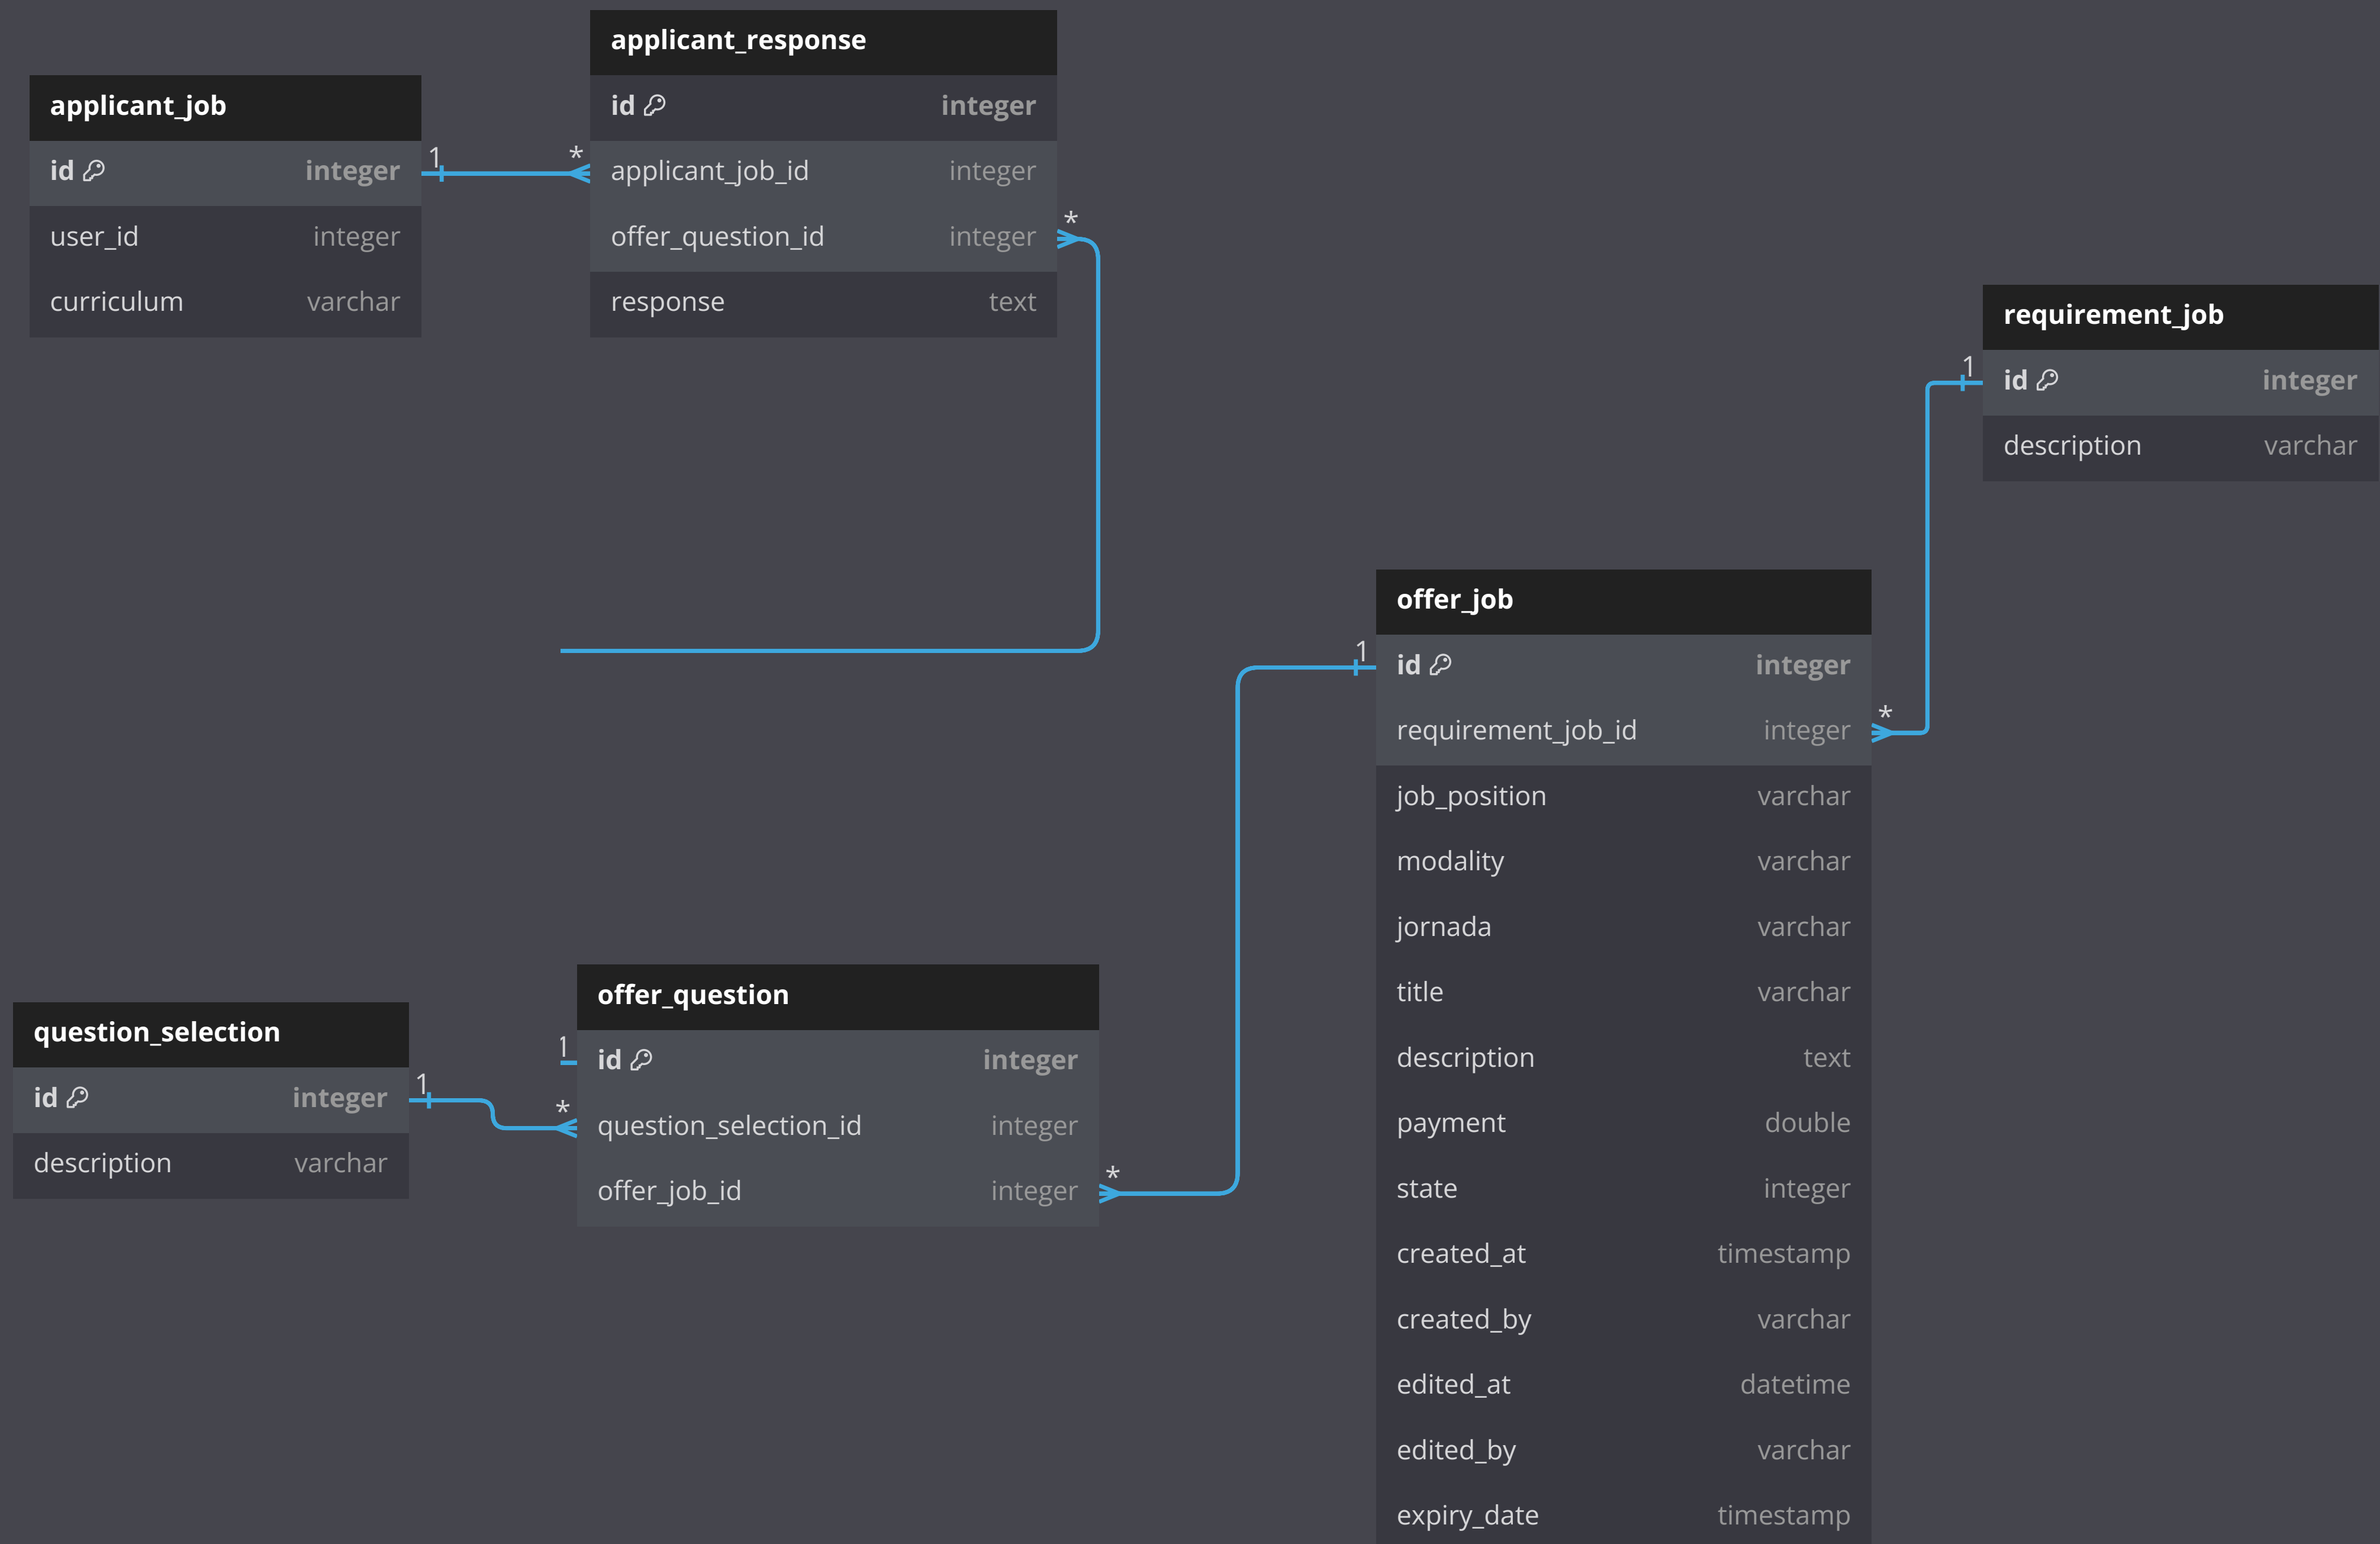 applicant_response
id integer
applicant_job_id integer
offer_question_id integer
response text
applicant_job
id integer
user_id integer
curriculum varchar
1
*
*
requirement_job
id integer
description varchar
1
*
offer_job
id integer
requirement_job_id integer
job_position varchar
modality varchar
jornada varchar
title varchar
description text
payment double
state integer
created_at timestamp
created_by varchar
edited_at datetime
edited_by varchar
expiry_date timestamp
1
offer_question
id integer
question_selection_id integer
offer_job_id integer
1
*
*
question_selection
id integer
description varchar
1